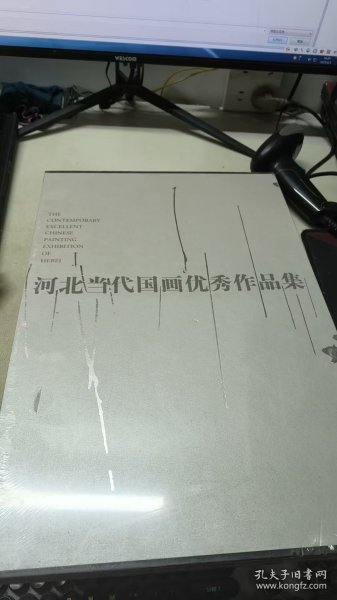 WESCOM
THE
CONTEMPORARY
EXCELLENT
CHINESE
PAINTING
EXHIBITION
OF
HEBEI
河北当代国画优秀作品集
孔夫子旧书网
www.kongfz.com